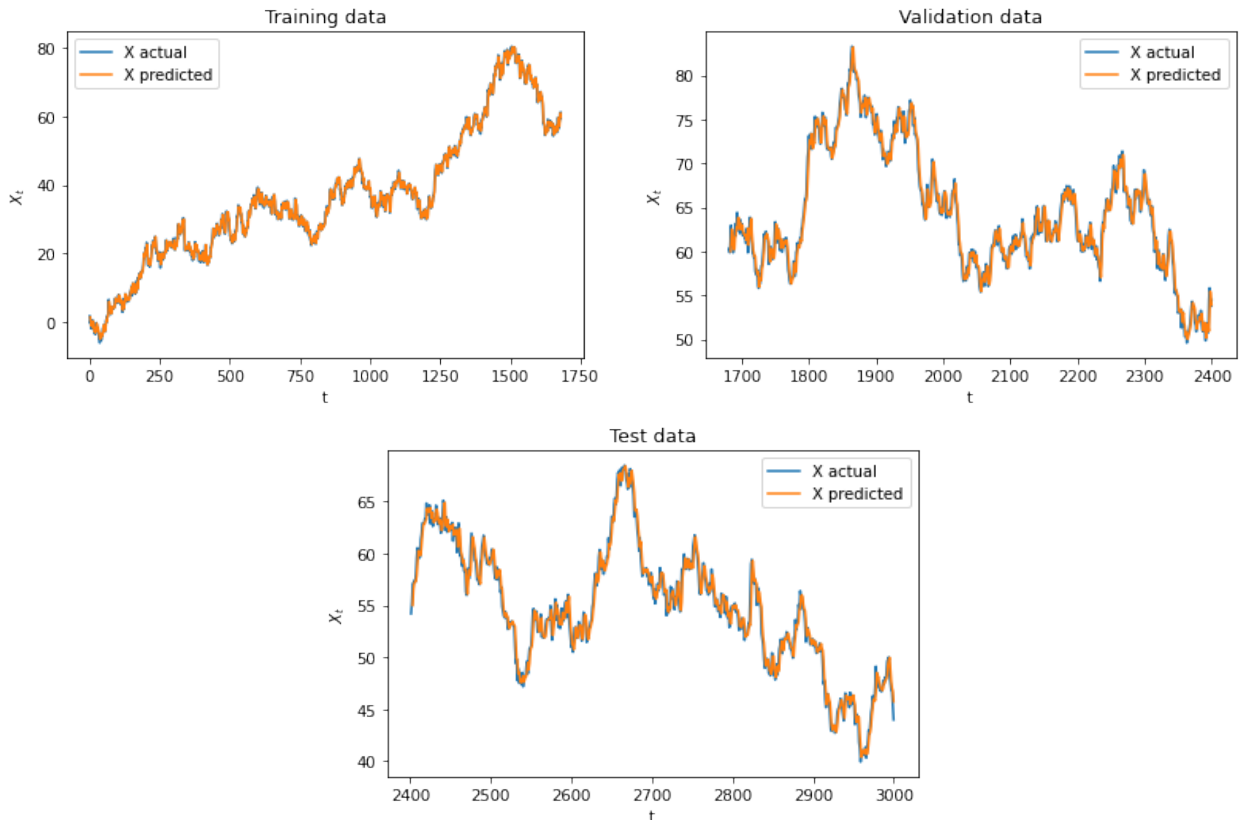 Training data
X actual
X predicted
80
60
40
20
0
X_t
0 250 500 750 1000 1250 1500 1750
t
Validation data
X actual
X predicted
80
75
70
65
60
55
50
X_t
1700 1800 1900 2000 2100 2200 2300 2400
t
Test data
X actual
X predicted
65
60
55
50
45
40
X_t
2400 2500 2600 2700 2800 2900 3000
t